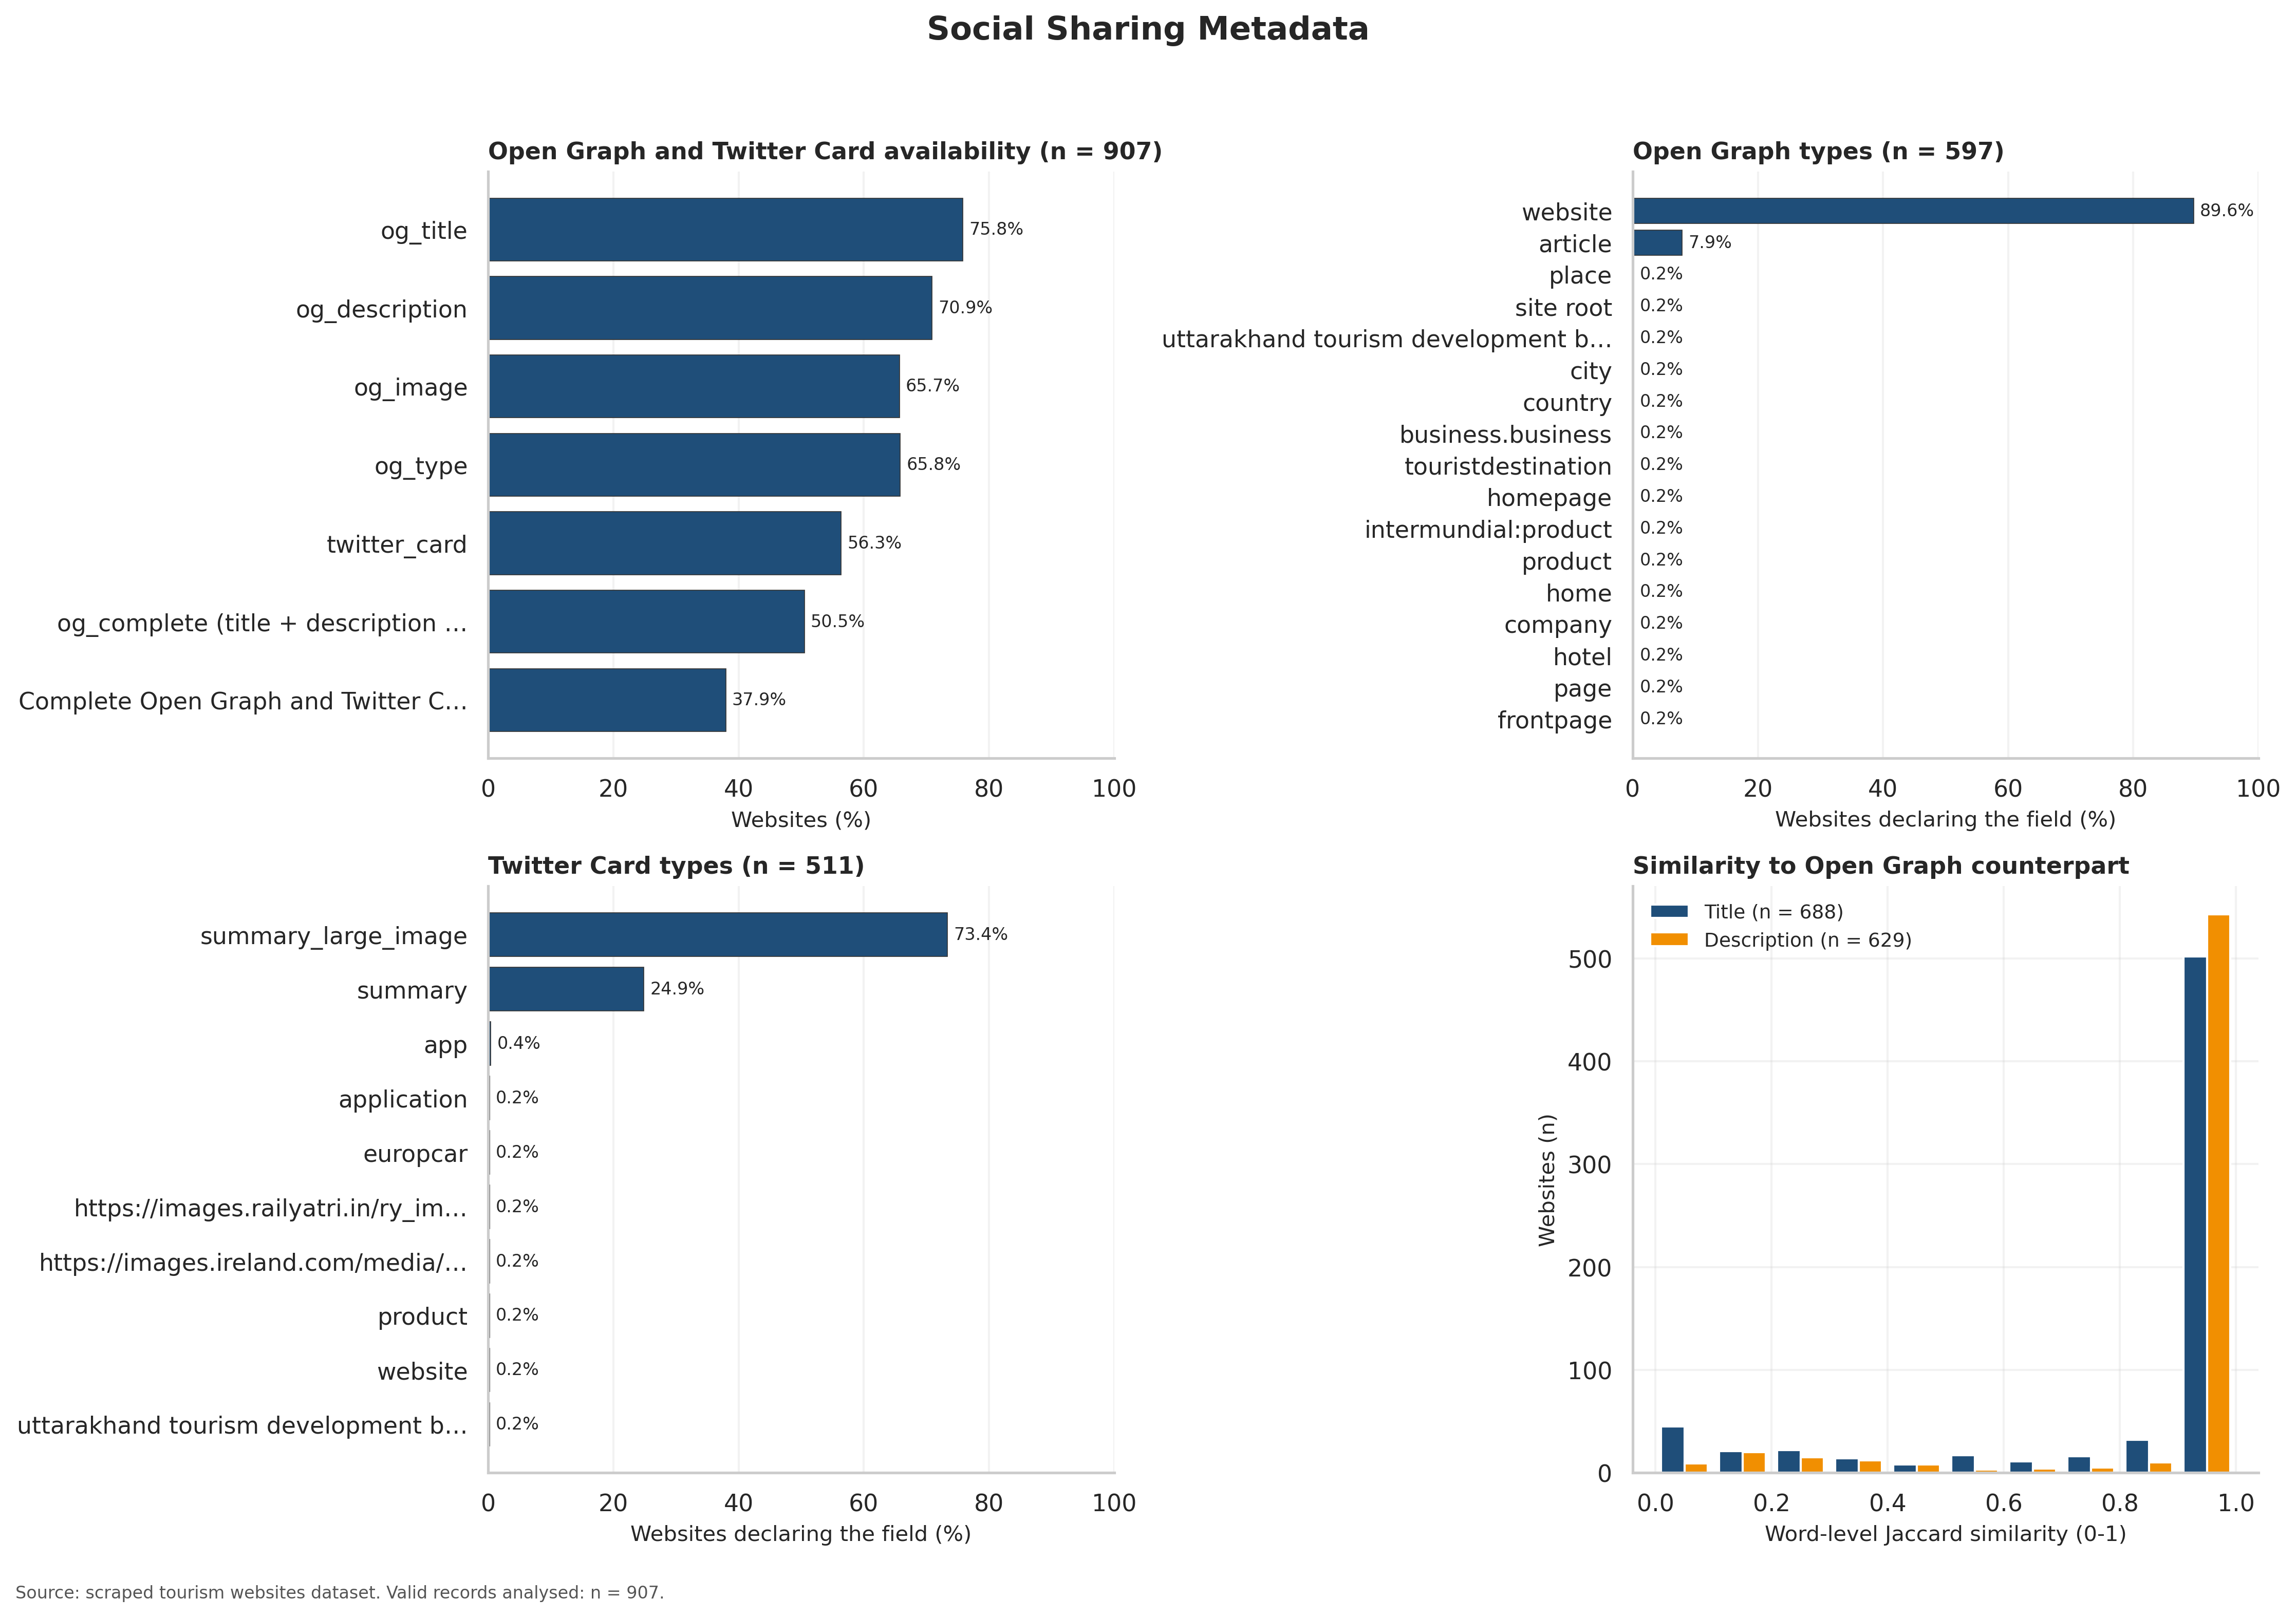 Social Sharing Metadata
Open Graph and Twitter Card availability (n = 907)
og_title
75.8%
og_description
70.9%
og_image
65.7%
og_type
65.8%
twitter_card
56.3%
og_complete (title + description ...
50.5%
Complete Open Graph and Twitter C...
37.9%
0 20 40 60 80 100
Websites (%)
Open Graph types (n = 597)
website
89.6%
article
7.9%
place
0.2%
site root
0.2%
uttarakhand tourism development b...
0.2%
city
0.2%
country
0.2%
business.business
0.2%
touristdestination
0.2%
homepage
0.2%
intermundial:product
0.2%
product
0.2%
home
0.2%
company
0.2%
hotel
0.2%
page
0.2%
frontpage
0.2%
0 20 40 60 80 100
Websites declaring the field (%)
Twitter Card types (n = 511)
summary_large_image
73.4%
summary
24.9%
app
0.4%
application
0.2%
europcar
0.2%
https://images.railyatri.in/ry_im...
0.2%
https://images.ireland.com/media/...
0.2%
product
0.2%
website
0.2%
uttarakhand tourism development b...
0.2%
0 20 40 60 80 100
Websites declaring the field (%)
Similarity to Open Graph counterpart
Title (n = 688)
Description (n = 629)
Websites (n)
500
400
300
200
100
0
0.0 0.2 0.4 0.6 0.8 1.0
Word-level Jaccard similarity (0-1)
Source: scraped tourism websites dataset. Valid records analysed: n = 907.